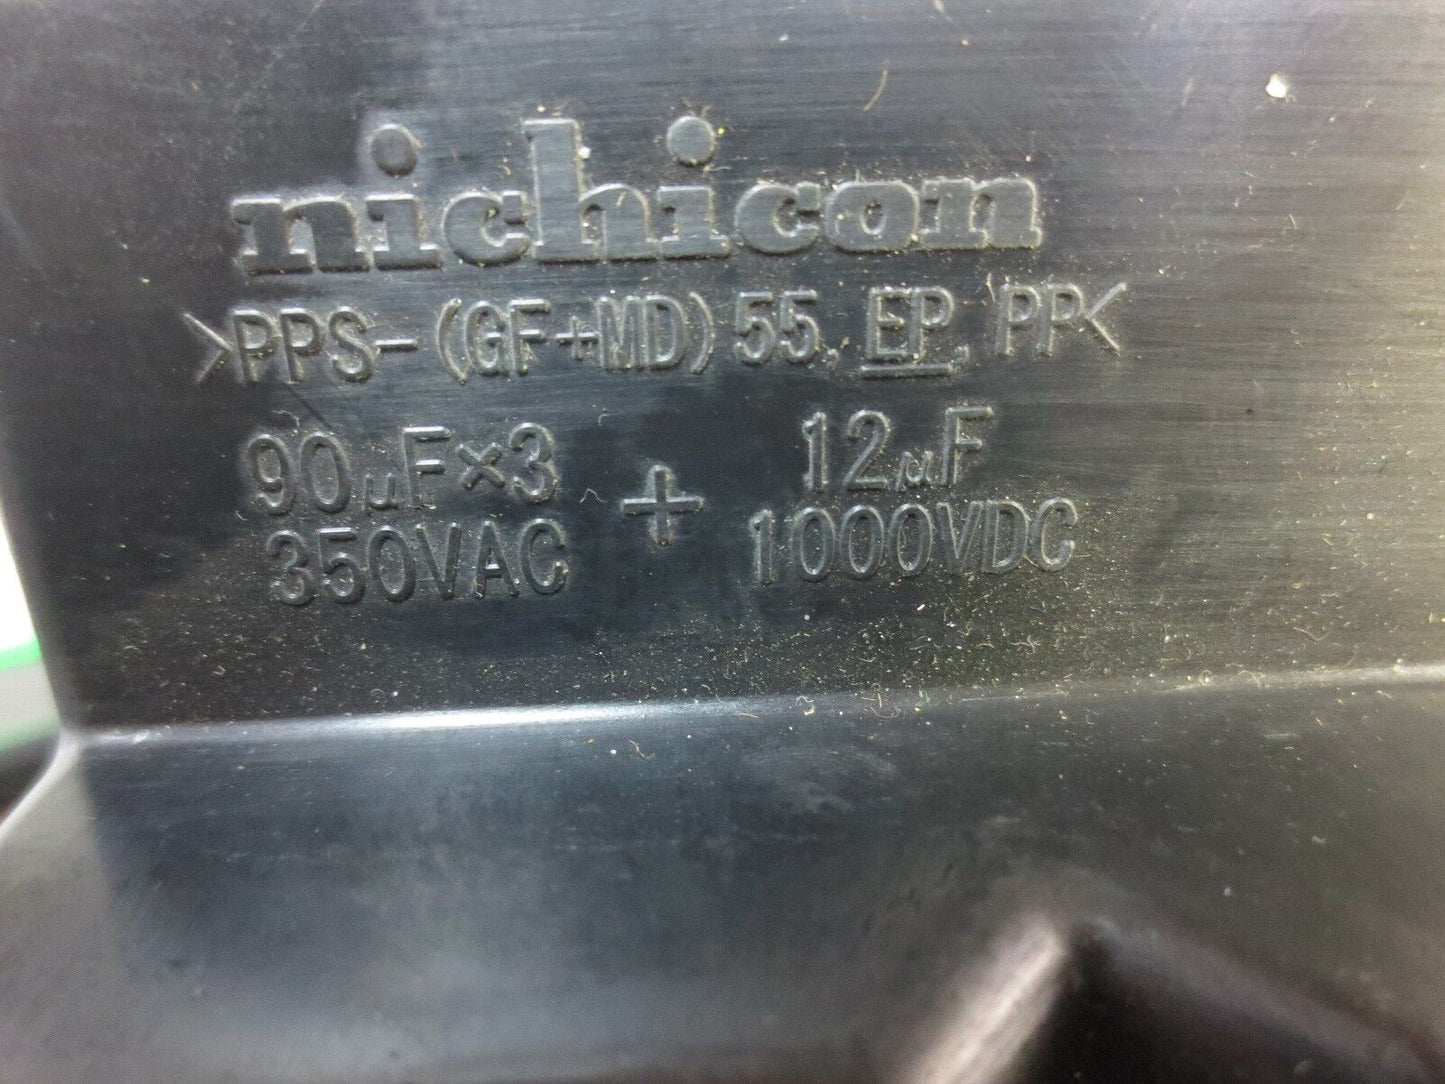 nichicon
>PPS-(GF+MD)55, EP, PP<
90µF×3 + 12µF
350VAC 1000VDC